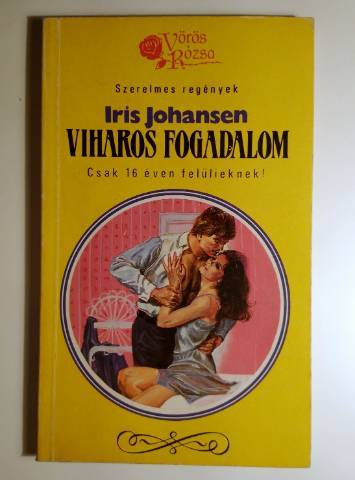 Vörös
Rózsa
Szerelmes regények
Iris Johansen
VIHAROS FOGADALOM
Csak 16 éven felülieknek!